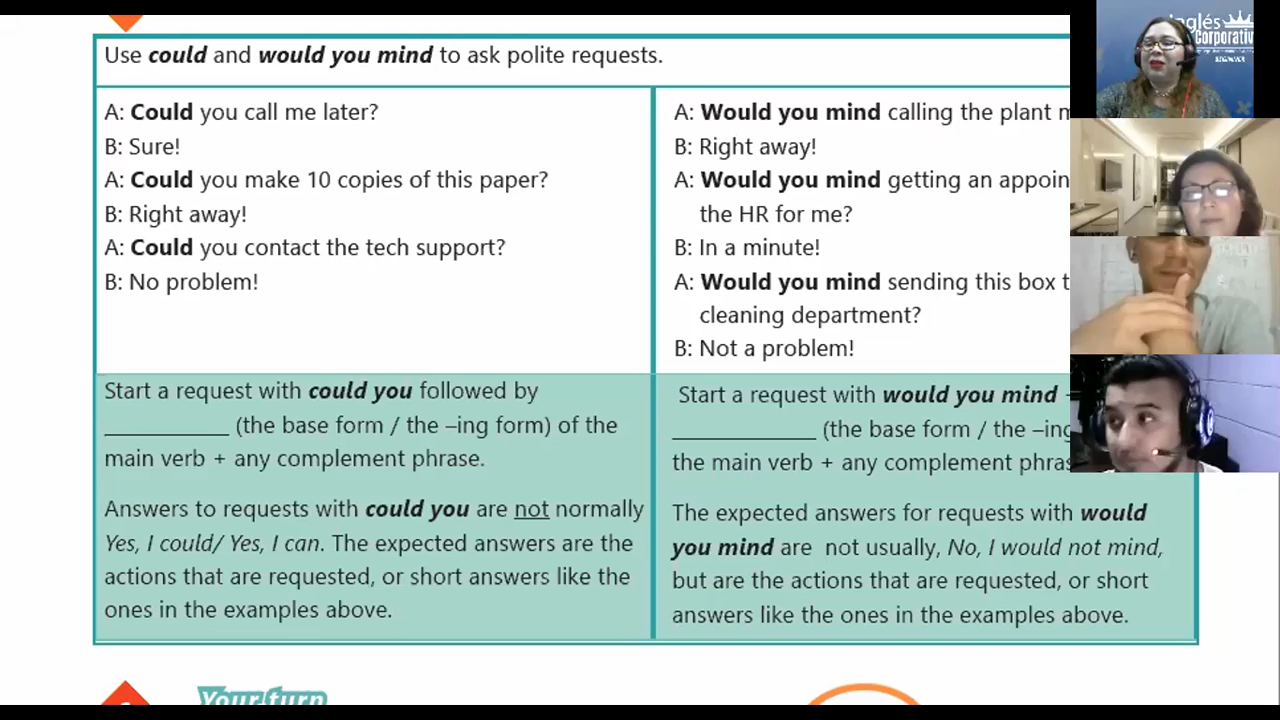 Use could and would you mind to ask polite requests.
A: Could you call me later?
B: Sure!
A: Could you make 10 copies of this paper?
B: Right away!
A: Could you contact the tech support?
B: No problem!
A: Would you mind calling the plant
B: Right away!
A: Would you mind getting an appoin
the HR for me?
B: In a minute!
A: Would you mind sending this box t
cleaning department?
B: Not a problem!
Start a request with could you followed by
___________ (the base form / the –ing form) of the
main verb + any complement phrase.
Answers to requests with could you are not normally
Yes, I could/ Yes, I can. The expected answers are the
actions that are requested, or short answers like the
ones in the examples above.
Start a request with would you mind
_____________ (the base form / the –ing
the main verb + any complement phras
The expected answers for requests with would
you mind are not usually, No, I would not mind,
but are the actions that are requested, or short
answers like the ones in the examples above.
Your turn
Inglés
Corporativ